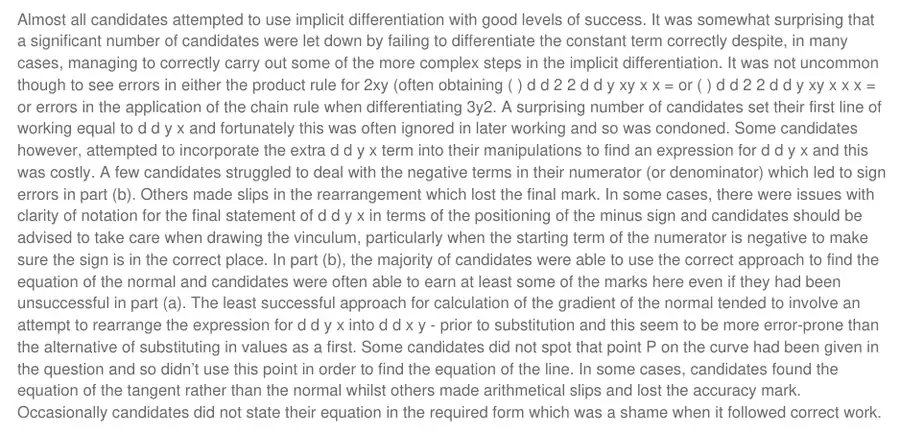 Almost all candidates attempted to use implicit differentiation with good levels of success. It was somewhat surprising that
a significant number of candidates were let down by failing to differentiate the constant term correctly despite, in many
cases, managing to correctly carry out some of the more complex steps in the implicit differentiation. It was not uncommon
though to see errors in either the product rule for 2xy (often obtaining ( ) d d 2 2 d d y xy x x = or ( ) d d 2 2 d d y xy x x x =
or errors in the application of the chain rule when differentiating 3y2. A surprising number of candidates set their first line of
working equal to d d y x and fortunately this was often ignored in later working and so was condoned. Some candidates
however, attempted to incorporate the extra d d y x term into their manipulations to find an expression for d d y x and this
was costly. A few candidates struggled to deal with the negative terms in their numerator (or denominator) which led to sign
errors in part (b). Others made slips in the rearrangement which lost the final mark. In some cases, there were issues with
clarity of notation for the final statement of d d y x in terms of the positioning of the minus sign and candidates should be
advised to take care when drawing the vinculum, particularly when the starting term of the numerator is negative to make
sure the sign is in the correct place. In part (b), the majority of candidates were able to use the correct approach to find the
equation of the normal and candidates were often able to earn at least some of the marks here even if they had been
unsuccessful in part (a). The least successful approach for calculation of the gradient of the normal tended to involve an
attempt to rearrange the expression for d d y x into d d x y - prior to substitution and this seem to be more error-prone than
the alternative of substituting in values as a first. Some candidates did not spot that point P on the curve had been given in
the question and so didn't use this point in order to find the equation of the line. In some cases, candidates found the
equation of the tangent rather than the normal whilst others made arithmetical slips and lost the accuracy mark.
Occasionally candidates did not state their equation in the required form which was a shame when it followed correct work.